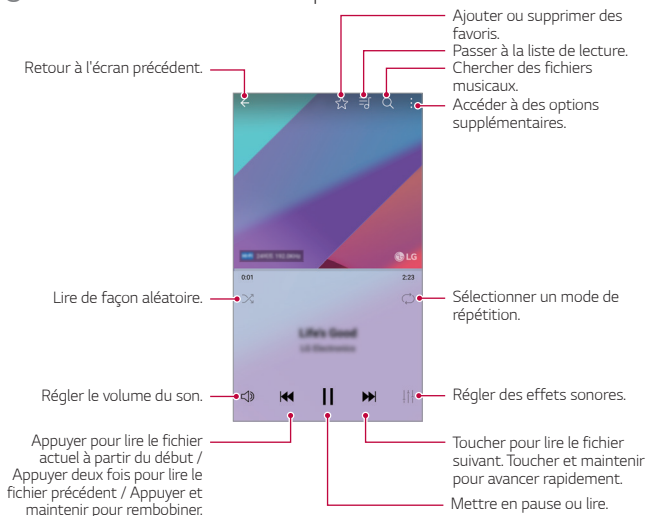 Ajouter ou supprimer des
favoris.
Passer à la liste de lecture.
Chercher des fichiers
musicaux.
Accéder à des options
supplémentaires.
Retour à l'écran précédent.
LG
0:01
2:23
Lire de façon aléatoire.
Sélectionner un mode de
répétition.
Life's Good
LG Electronics
Régler le volume du son.
Régler des effets sonores.
Appuyer pour lire le fichier
actuel à partir du début /
Appuyer deux fois pour lire le
fichier précédent / Appuyer et
maintenir pour rembobiner.
Toucher pour lire le fichier
suivant. Toucher et maintenir
pour avancer rapidement.
Mettre en pause ou lire.